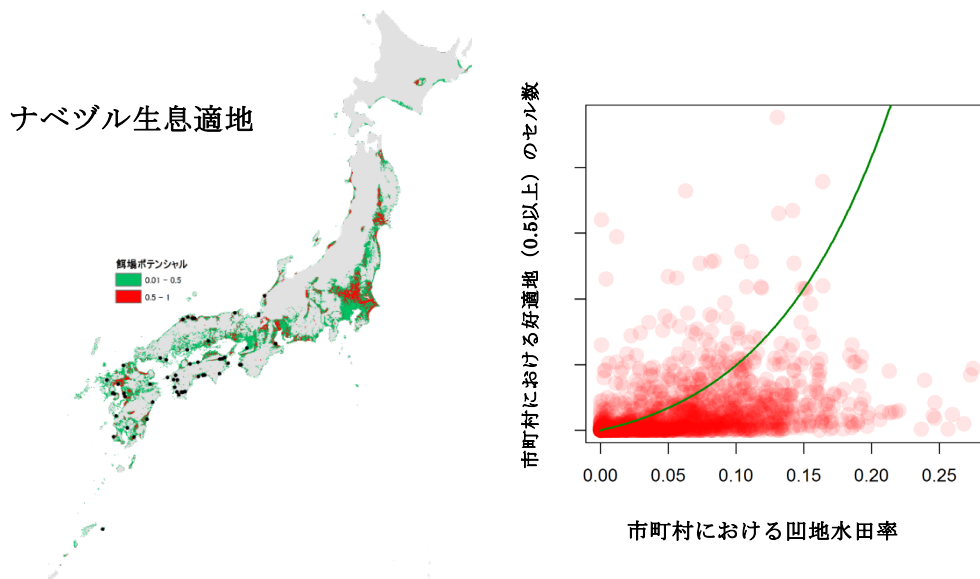 ナベヅル生息適地
餌場ポテンシャル
0.01 - 0.5
0.5 - 1
市町村における好適地（0.5以上）のセル数
0.00 0.05 0.10 0.15 0.20 0.25
市町村における凹地水田率